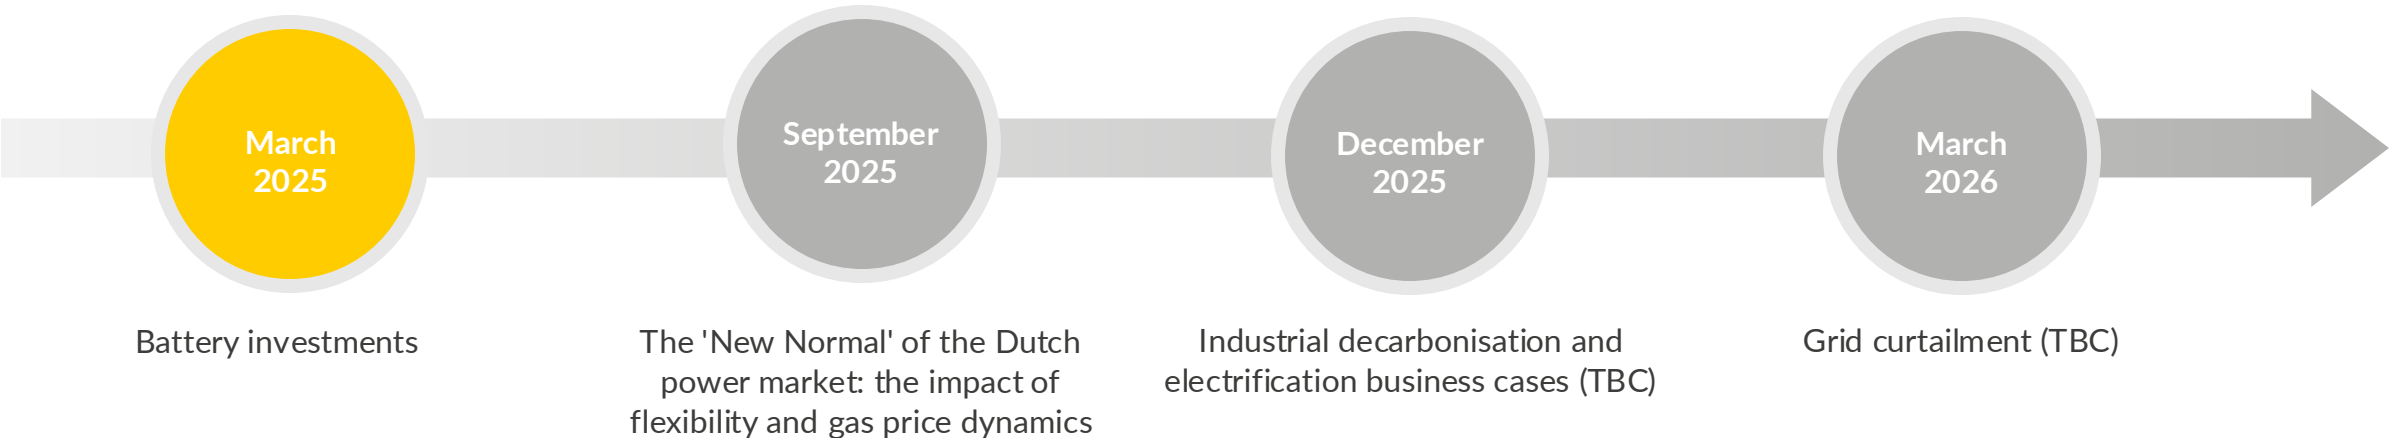 March
2025
September
2025
December
2025
March
2026
Battery investments
The 'New Normal' of the Dutch
power market: the impact of
flexibility and gas price dynamics
Industrial decarbonisation and
electrification business cases (TBC)
Grid curtailment (TBC)